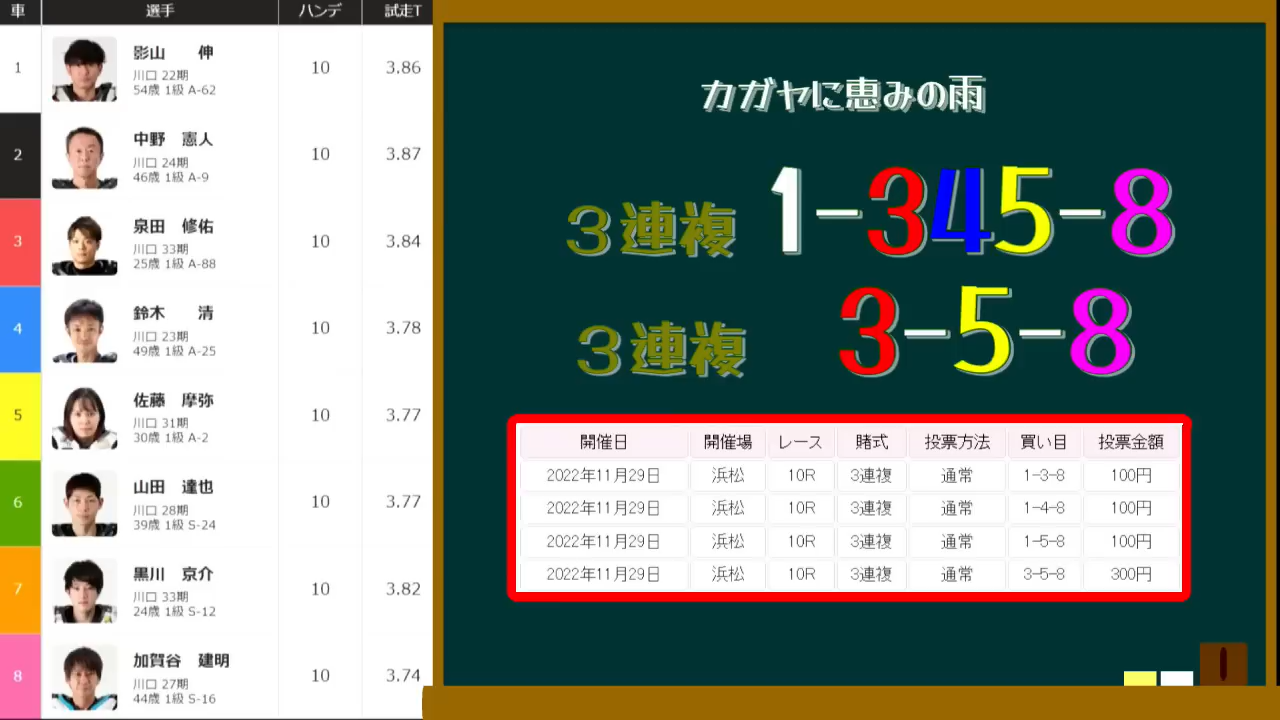 車 選手 ハンデ 試走T
1 影山 伸 10 3.86
川口 22期
54歳 1級 A-62
2 中野 憲人 10 3.87
川口 24期
46歳 1級 A-9
3 泉田 修佑 10 3.84
川口 33期
25歳 1級 A-88
4 鈴木 清 10 3.78
川口 23期
49歳 1級 A-25
5 佐藤 摩弥 10 3.77
川口 31期
30歳 1級 A-2
6 山田 達也 10 3.77
川口 28期
39歳 1級 S-24
7 黒川 京介 10 3.82
川口 33期
24歳 1級 S-12
8 加賀谷 建明 10 3.74
川口 27期
44歳 1級 S-16
カガヤに恵みの雨
3連複 1-345-8
3連複 3-5-8
開催日 開催場 レース 賭式 投票方法 買い目 投票金額
2022年11月29日 浜松 10R 3連複 通常 1-3-8 100円
2022年11月29日 浜松 10R 3連複 通常 1-4-8 100円
2022年11月29日 浜松 10R 3連複 通常 1-5-8 100円
2022年11月29日 浜松 10R 3連複 通常 3-5-8 300円